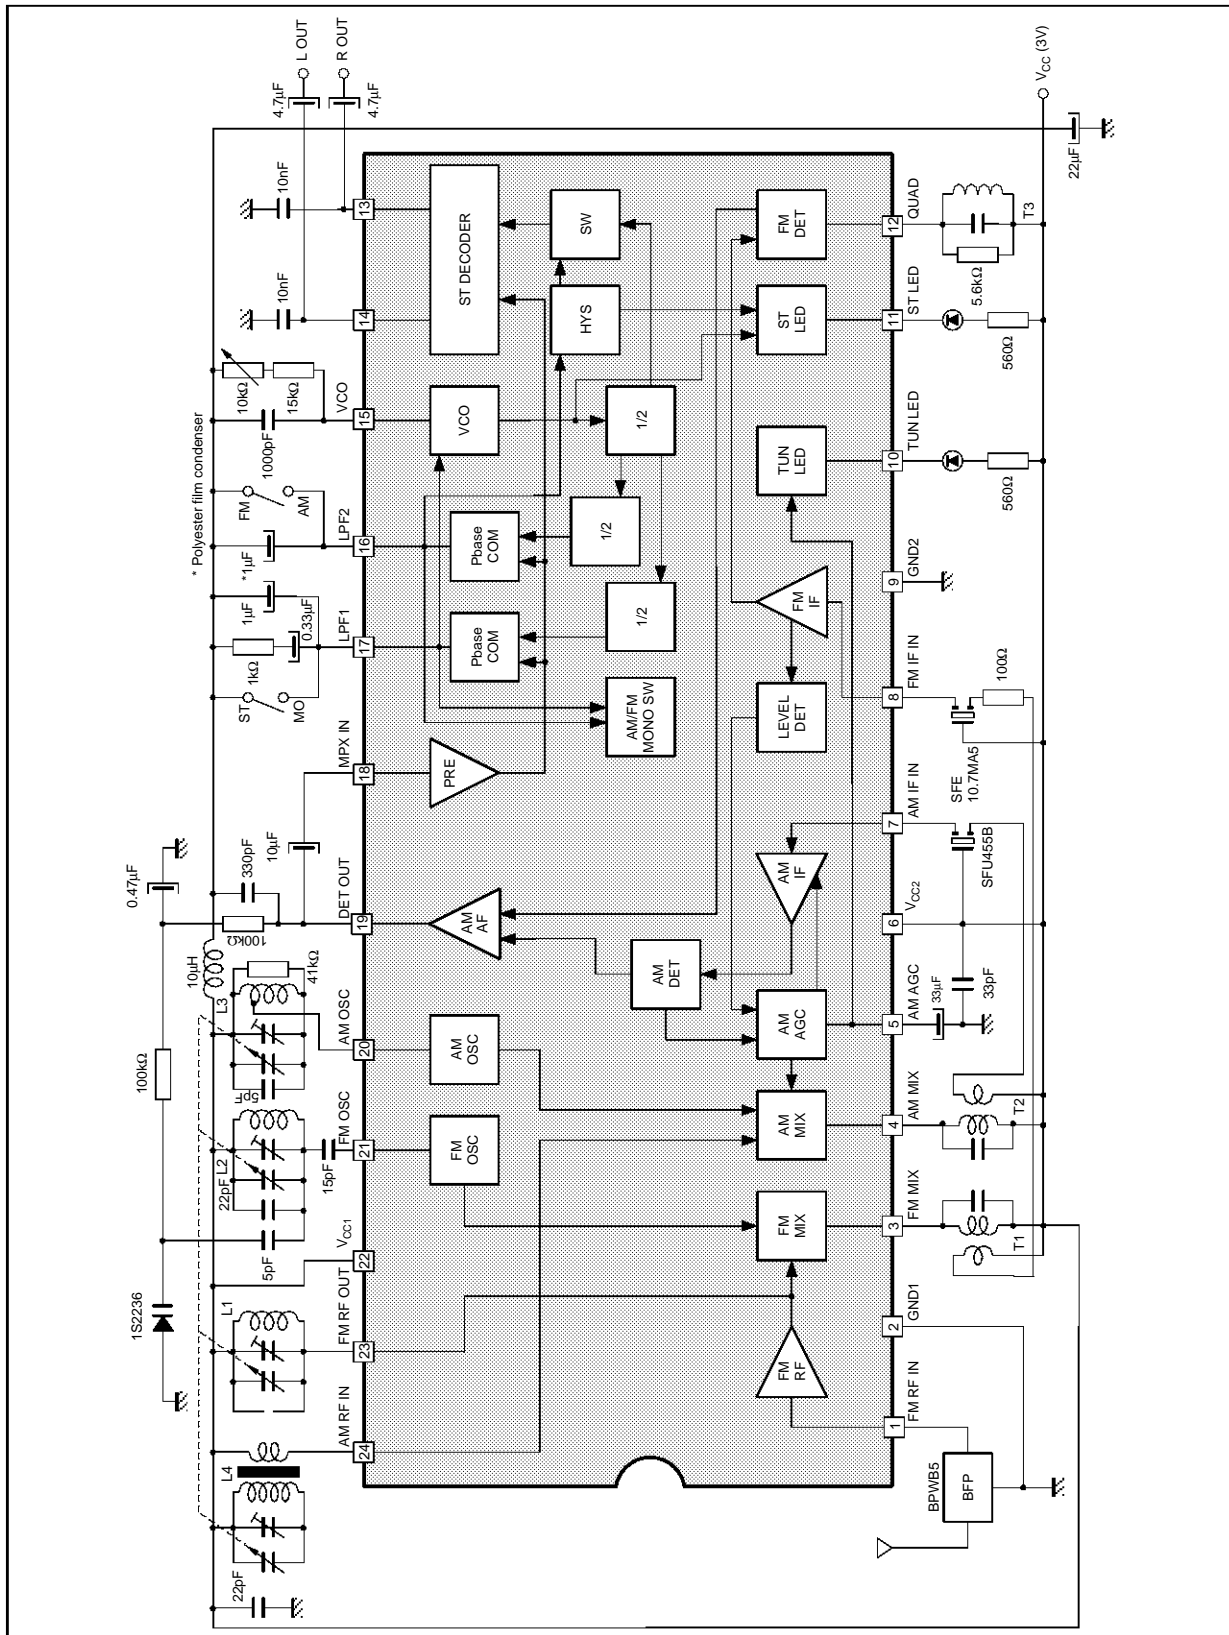 L OUT
R OUT
4.7µF
4.7µF
10nF
10nF
10kΩ
15kΩ
1000pF
VCO
* Polyester film condenser
FM
AM
*1µF
LPF2
1µF
0.33µF
1kΩ
LPF1
ST
MO
MPX IN
10µF
0.47µF
330pF
100kΩ
DET OUT
10µH
41kΩ
L3
AM OSC
5pF
100kΩ
FM OSC
L2
22pF
15pF
5pF
VCC1
1S2236
L1
FM RF OUT
AM RF IN
L4
22pF
24
23
22
21
20
19
18
17
16
15
14
13
ST DECODER
SW
HYS
VCO
1/2
1/2
1/2
Pbase COM
Pbase COM
AM/FM MONO SW
PRE
AM AF
AM DET
AM OSC
FM OSC
FM DET
ST LED
TUN LED
FM IF
LEVEL DET
AM IF
AM AGC
AM MIX
FM MIX
FM RF
1
2
3
4
5
6
7
8
9
10
11
12
FM RF IN
GND1
FM MIX
AM MIX
AM AGC
VCC2
AM IF IN
FM IF IN
GND2
TUN LED
ST LED
QUAD
BPWB5
BFP
T1
T2
33µF
33pF
SFU455B
SFE
10.7MA5
100Ω
560Ω
560Ω
5.6kΩ
T3
22µF
VCC (3V)